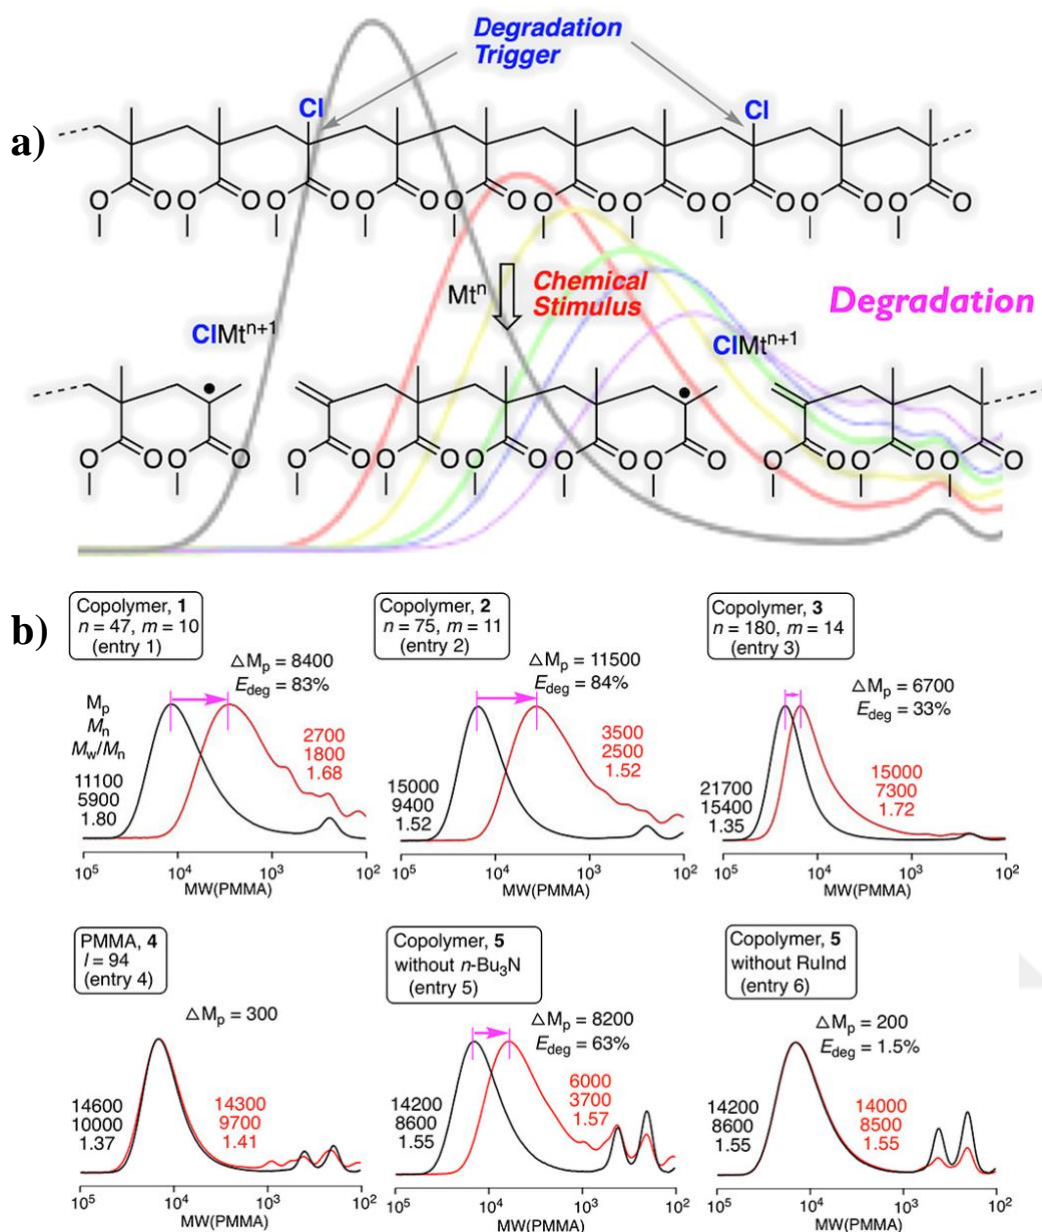 Degradation
Trigger
a)
Cl
Cl
O O O O O O O O O O O O O O O O O O
Mtⁿ
Chemical
Stimulus
Degradation
ClMtⁿ⁺¹
ClMtⁿ⁺¹
O O O O O O O O O O O O O O O O O O
b)
Copolymer, 1
n = 47, m = 10
(entry 1)
△Mp = 8400
Edeg = 83%
Mp
Mn
Mw/Mn
11100
5900
1.80
2700
1800
1.68
10⁵ 10⁴ 10³ 10²
MW(PMMA)
Copolymer, 2
n = 75, m = 11
(entry 2)
△Mp = 11500
Edeg = 84%
15000
9400
1.52
3500
2500
1.52
10⁵ 10⁴ 10³ 10²
MW(PMMA)
Copolymer, 3
n = 180, m = 14
(entry 3)
△Mp = 6700
Edeg = 33%
21700
15400
1.35
15000
7300
1.72
10⁵ 10⁴ 10³ 10²
MW(PMMA)
PMMA, 4
l = 94
(entry 4)
△Mp = 300
14600
10000
1.37
14300
9700
1.41
10⁵ 10⁴ 10³ 10²
MW(PMMA)
Copolymer, 5
without n-Bu₃N
(entry 5)
△Mp = 8200
Edeg = 63%
14200
8600
1.55
6000
3700
1.57
10⁵ 10⁴ 10³ 10²
MW(PMMA)
Copolymer, 5
without RuInd
(entry 6)
△Mp = 200
Edeg = 1.5%
14200
8600
1.55
14000
8500
1.55
10⁵ 10⁴ 10³ 10²
MW(PMMA)